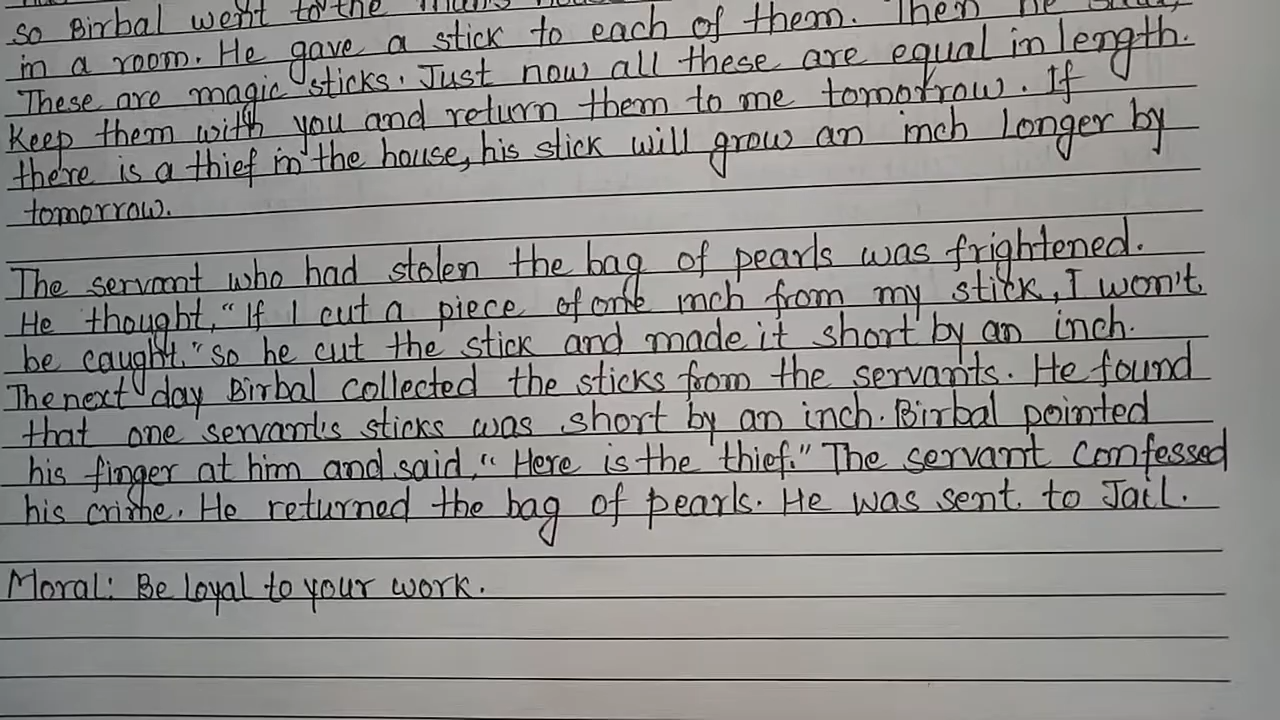 So Birbal went to the
in a room. He gave a stick to each of them. Then he
These are magic sticks. Just now all these are equal in length.
Keep them with you and return them to me tomorrow. If
there is a thief in the house, his stick will grow an inch longer by
tomorrow.
The servant who had stolen the bag of pearls was frightened.
He thought, "If I cut a piece of one inch from my stick, I won't
be caught." so he cut the stick and made it short by an inch.
The next day Birbal collected the sticks from the servants. He found
that one servant's sticks was short by an inch. Birbal pointed
his finger at him and said, "Here is the thief." The servant confessed
his crime. He returned the bag of pearls. He was sent to Jail.
Moral: Be loyal to your work.